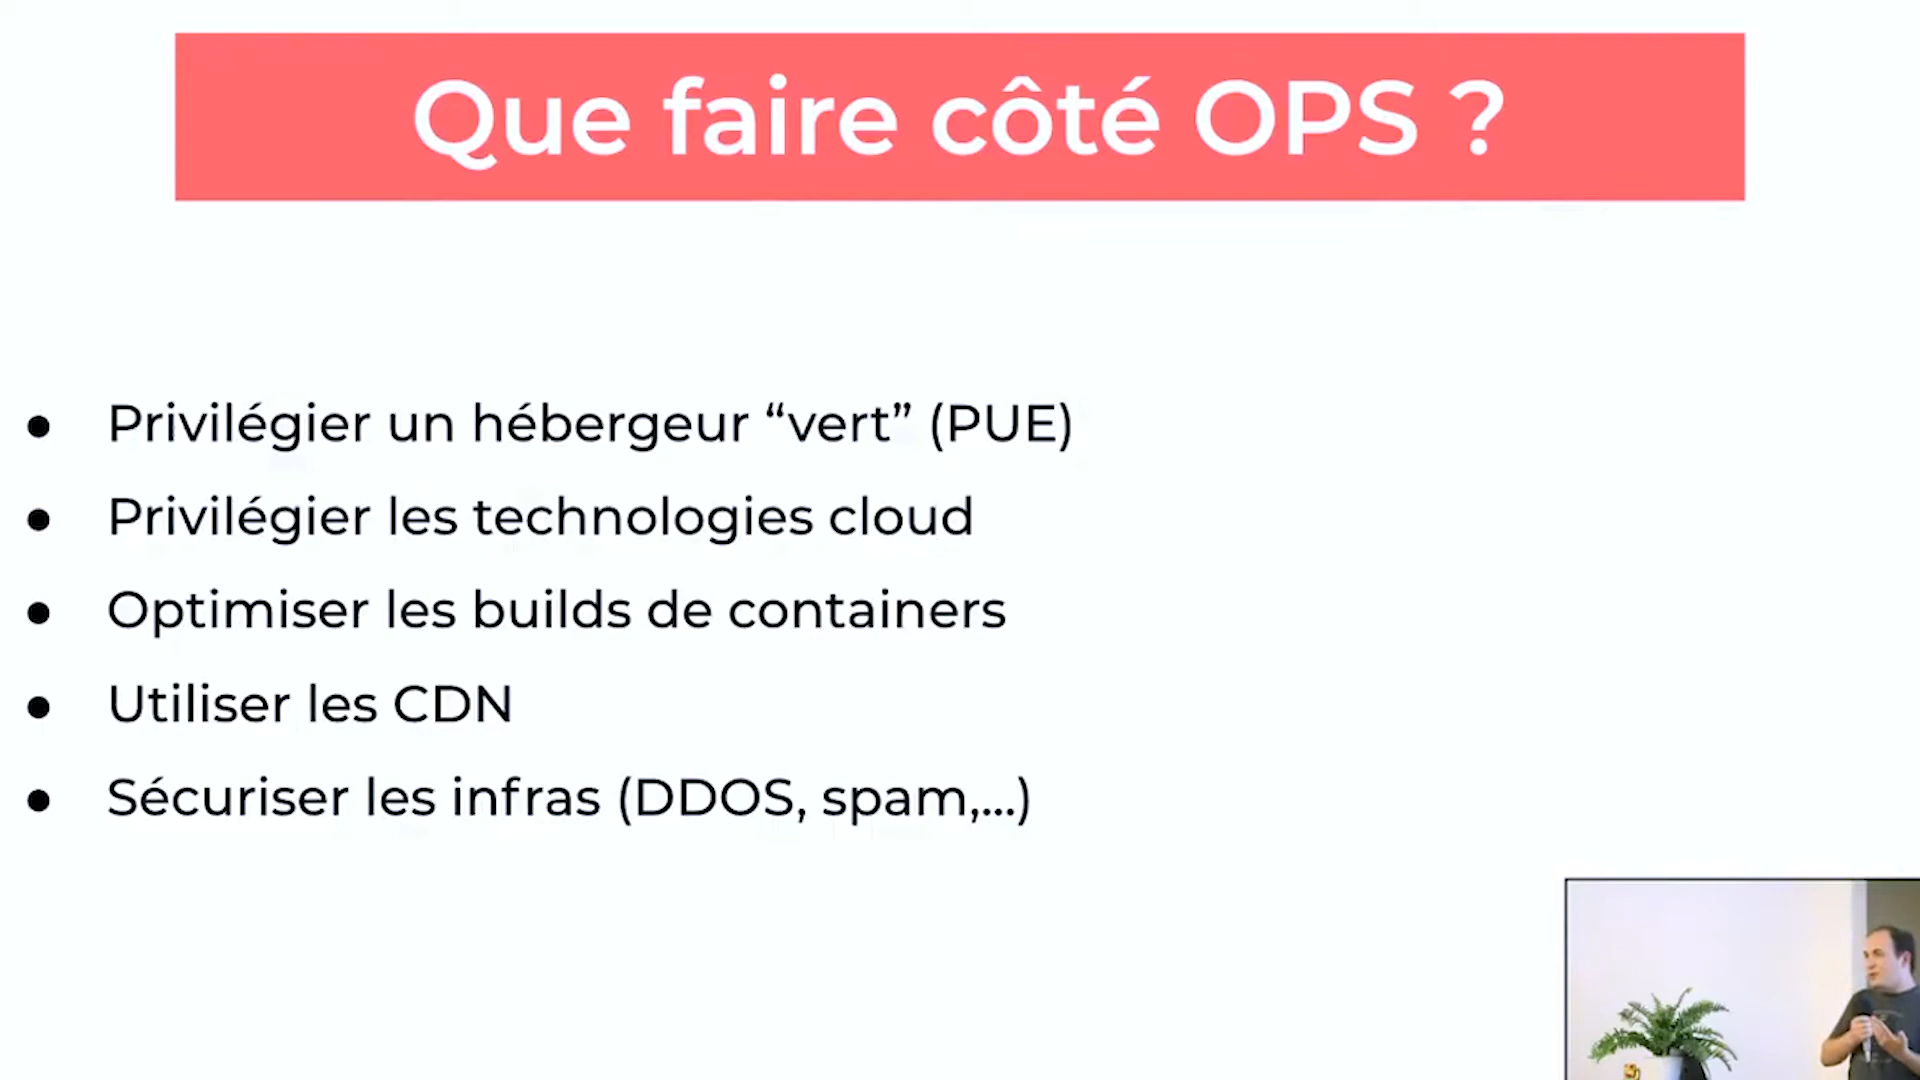 Que faire côté OPS ?
● Privilégier un hébergeur “vert” (PUE)
● Privilégier les technologies cloud
● Optimiser les builds de containers
● Utiliser les CDN
● Sécuriser les infras (DDOS, spam,...)